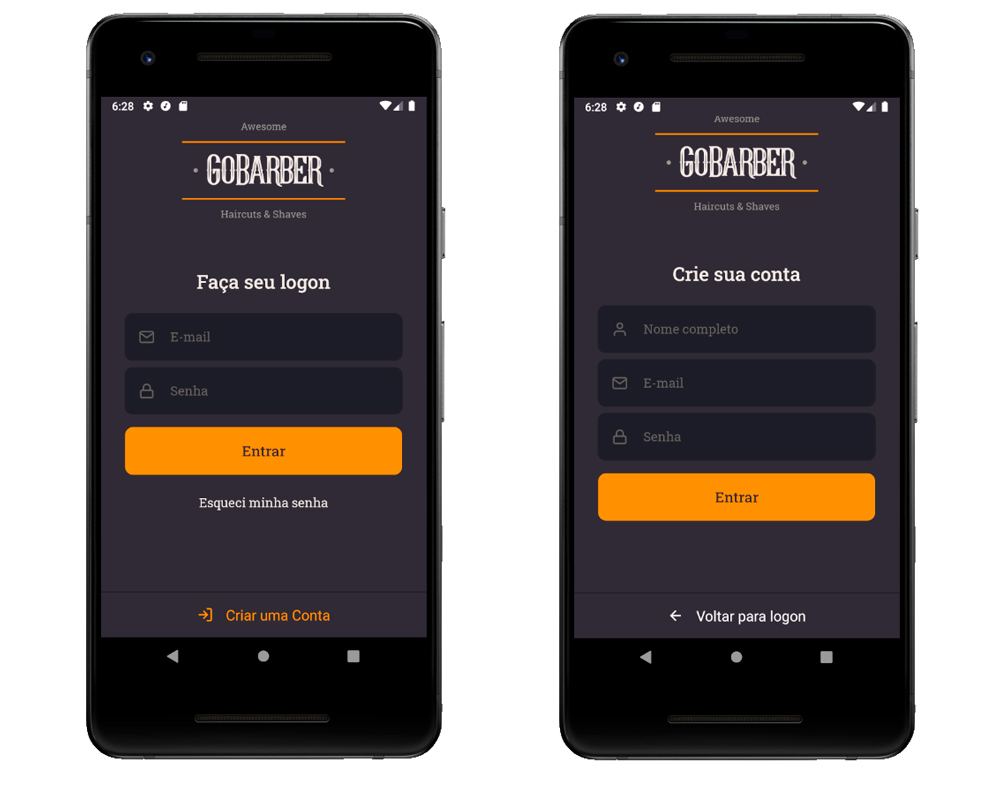 6:28
Awesome
GOBARBER
Haircuts & Shaves
Faça seu logon
E-mail
Senha
Entrar
Esqueci minha senha
Criar uma Conta
6:28
Awesome
GOBARBER
Haircuts & Shaves
Crie sua conta
Nome completo
E-mail
Senha
Entrar
Voltar para logon